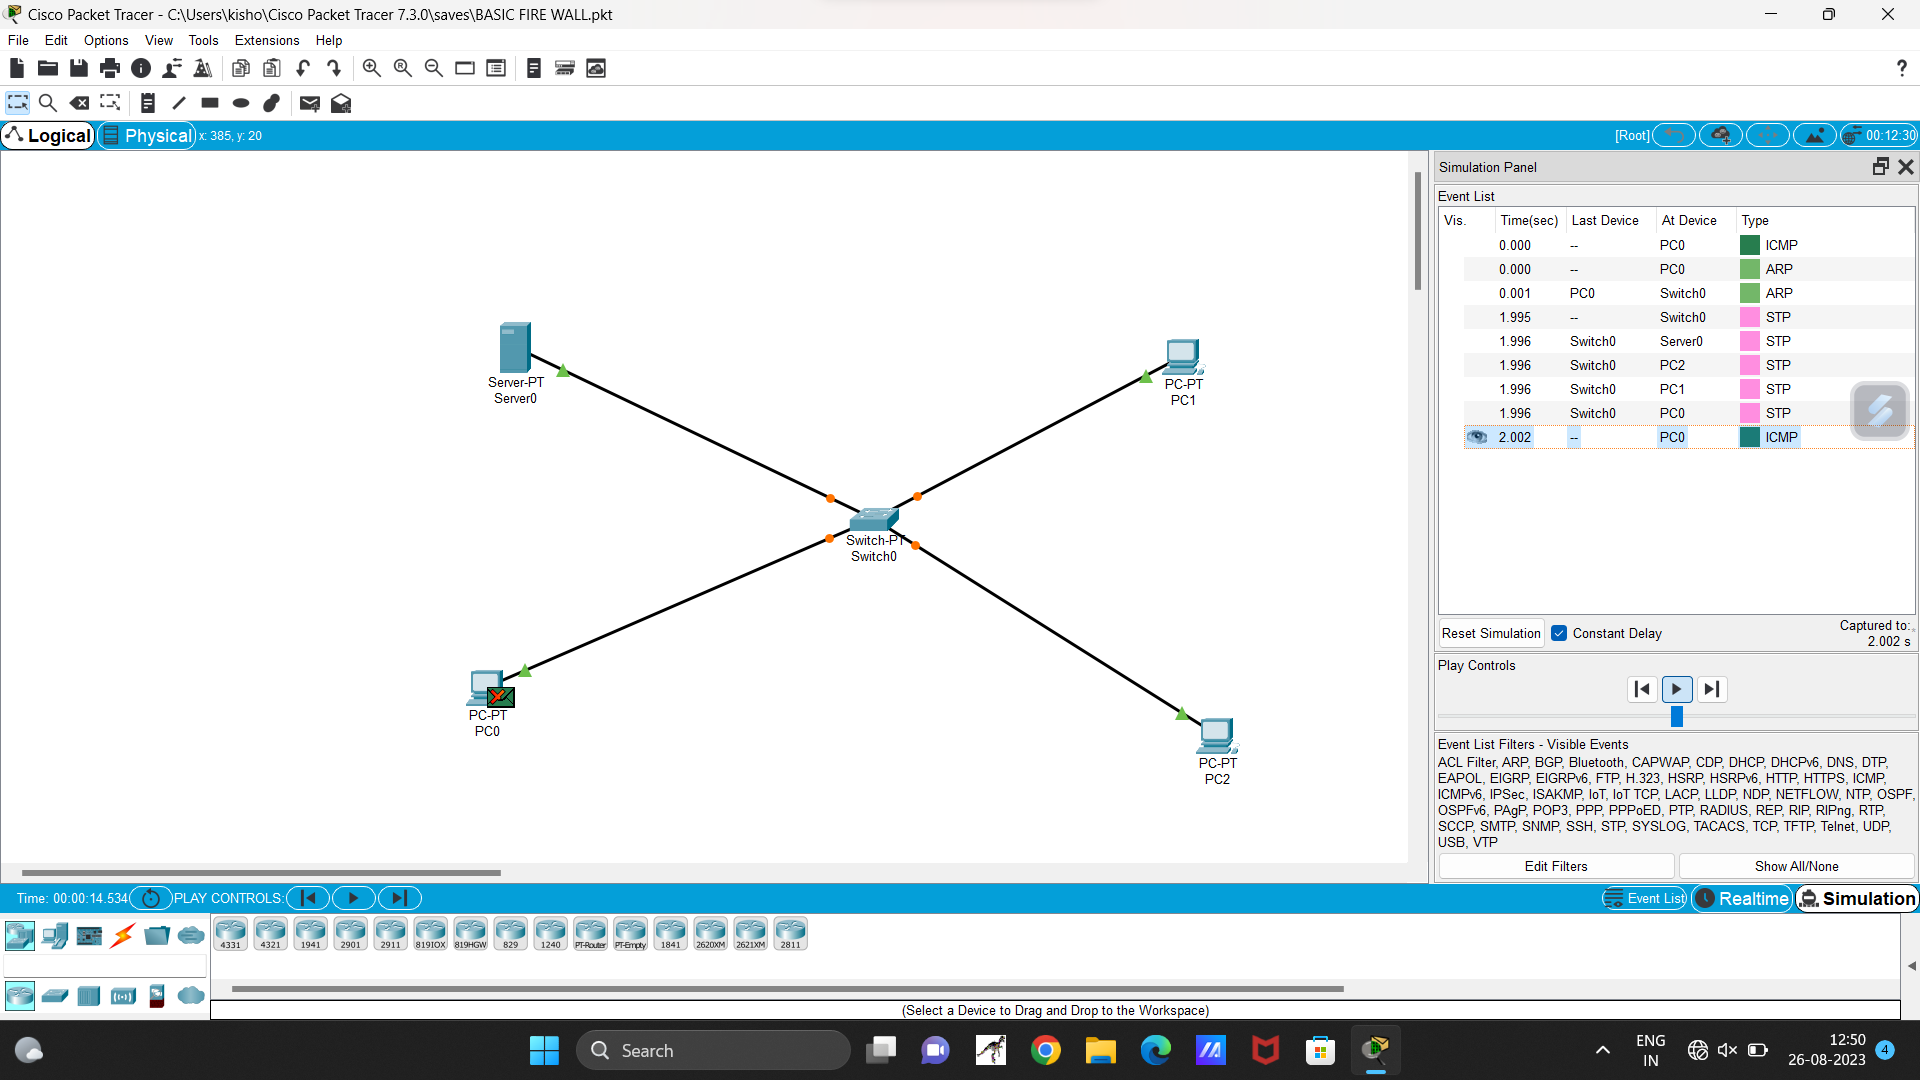 Cisco Packet Tracer - C:\Users\kisho\Cisco Packet Tracer 7.3.0\saves\BASIC FIRE WALL.pkt
File Edit Options View Tools Extensions Help
?
Logical Physical x: 385, y: 20 [Root] 00:12:30
Simulation Panel
Event List
Vis. Time(sec) Last Device At Device Type
0.000 -- PC0 ICMP
0.000 -- PC0 ARP
0.001 PC0 Switch0 ARP
1.995 -- Switch0 STP
1.996 Switch0 Server0 STP
1.996 Switch0 PC2 STP
1.996 Switch0 PC1 STP
1.996 Switch0 PC0 STP
2.002 -- PC0 ICMP
Server-PT
Server0
PC-PT
PC1
Switch-PT
Switch0
PC-PT
PC0
PC-PT
PC2
Reset Simulation Constant Delay Captured to:
2.002 s
Play Controls
Event List Filters - Visible Events
ACL Filter, ARP, BGP, Bluetooth, CAPWAP, CDP, DHCP, DHCPv6, DNS, DTP,
EAPOL, EIGRP, EIGRPv6, FTP, H.323, HSRP, HSRPv6, HTTP, HTTPS, ICMP,
ICMPv6, IPSec, ISAKMP, IoT, IoT TCP, LACP, LLDP, NDP, NETFLOW, NTP, OSPF,
OSPFv6, PAgP, POP3, PPP, PPPoED, PTP, RADIUS, REP, RIP, RIPng, RTP,
SCCP, SMTP, SNMP, SSH, STP, SYSLOG, TACACS, TCP, TFTP, Telnet, UDP,
USB, VTP
Edit Filters Show All/None
Time: 00:00:14.534 PLAY CONTROLS: Event List Realtime Simulation
4331 4321 1941 2901 2911 819IOX 819HGW 829 1240 PT-Router PT-Empty 1841 2620XM 2621XM 2811
(Select a Device to Drag and Drop to the Workspace)
Search
ENG
IN
12:50
26-08-2023
4